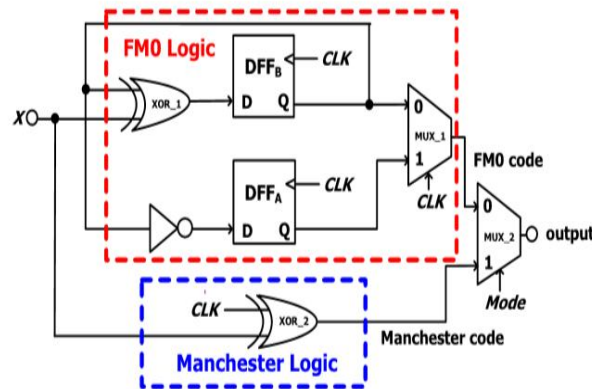 FM0 Logic
DFFB
CLK
XOR_1
D Q
X
0
MUX_1
1
FM0 code
DFFA
CLK
CLK
D Q
0
MUX_2
output
1
CLK
XOR_2
Mode
Manchester code
Manchester Logic